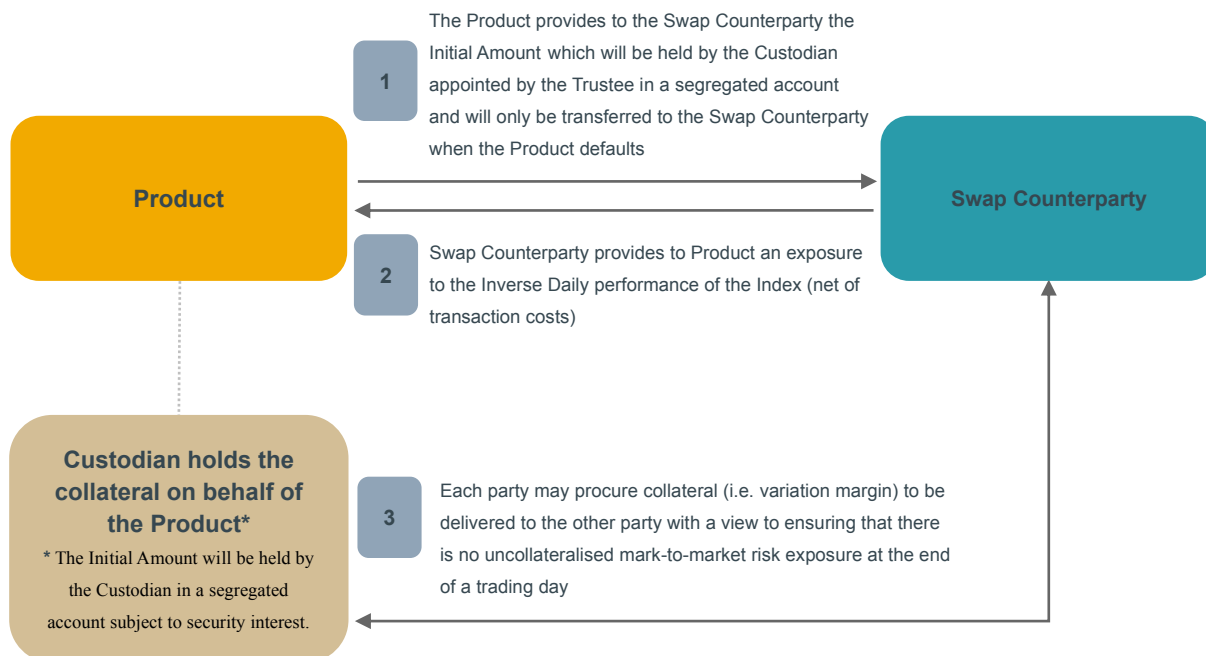 The Product provides to the Swap Counterparty the
Initial Amount which will be held by the Custodian
appointed by the Trustee in a segregated account
and will only be transferred to the Swap Counterparty
when the Product defaults
1
Product
Swap Counterparty
2
Swap Counterparty provides to Product an exposure
to the Inverse Daily performance of the Index (net of
transaction costs)
Custodian holds the
collateral on behalf of
the Product*
* The Initial Amount will be held by
the Custodian in a segregated
account subject to security interest.
3
Each party may procure collateral (i.e. variation margin) to be
delivered to the other party with a view to ensuring that there
is no uncollateralised mark-to-market risk exposure at the end
of a trading day